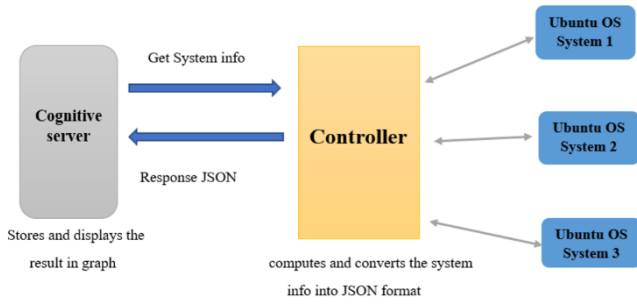 Get System info
Cognitive
server
Response JSON
Stores and displays the
result in graph
Controller
computes and converts the system
info into JSON format
Ubuntu OS
System 1
Ubuntu OS
System 2
Ubuntu OS
System 3